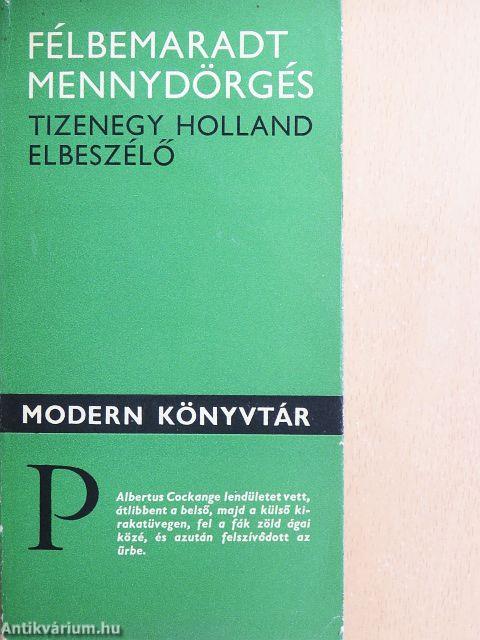 FÉLBEMARADT
MENNYDÖRGÉS
TIZENEGY HOLLAND
ELBESZÉLŐ
MODERN KÖNYVTÁR
P
Albertus Cockange lendületet vett,
átlibbent a belső, majd a külső ki-
rakatüvegen, fel a fák zöld ágai
közé, és azután felszívódott az
űrbe.
Antikvárium.hu